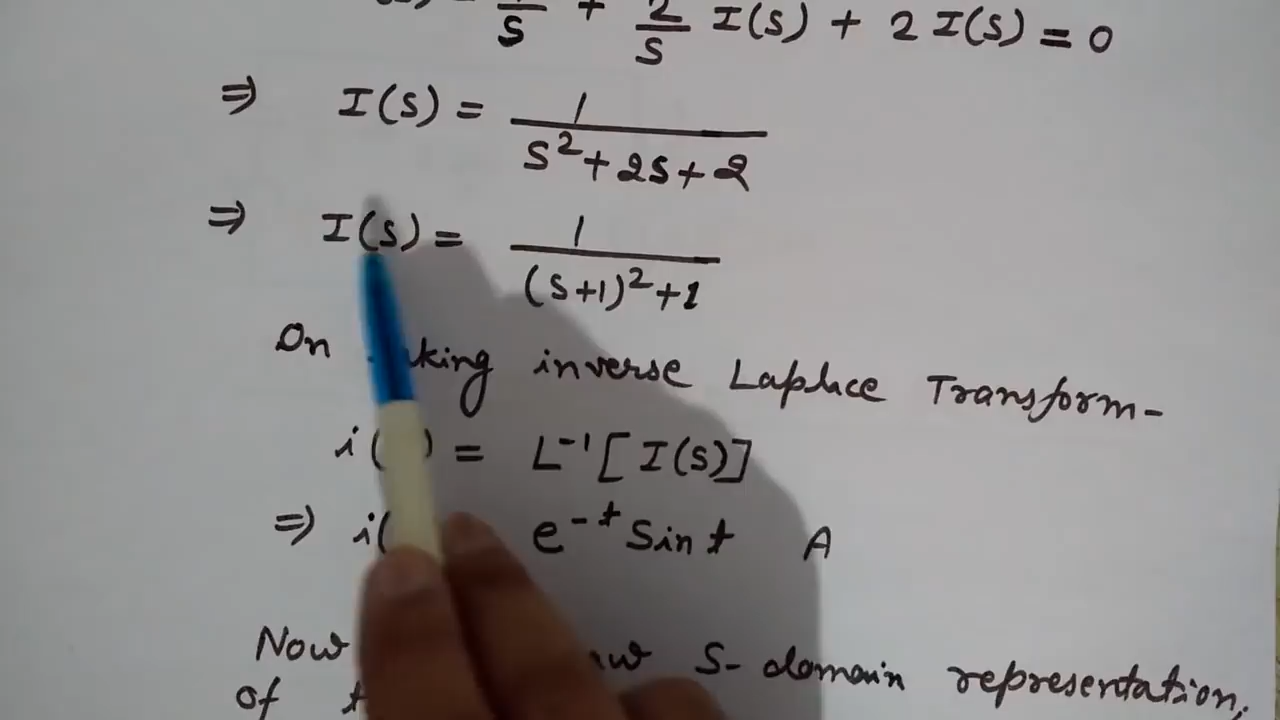 S + 2/S I(S) + 2 I(S) = 0
⇒ I(S) = 1/(S²+2S+2)
⇒ I(S) = 1/((S+1)²+1)
On inverse Laplace Transform-
i( ) = L⁻¹[I(S)]
⇒ i( e⁻ᵗ Sin t A
Now S-domain representation,
of